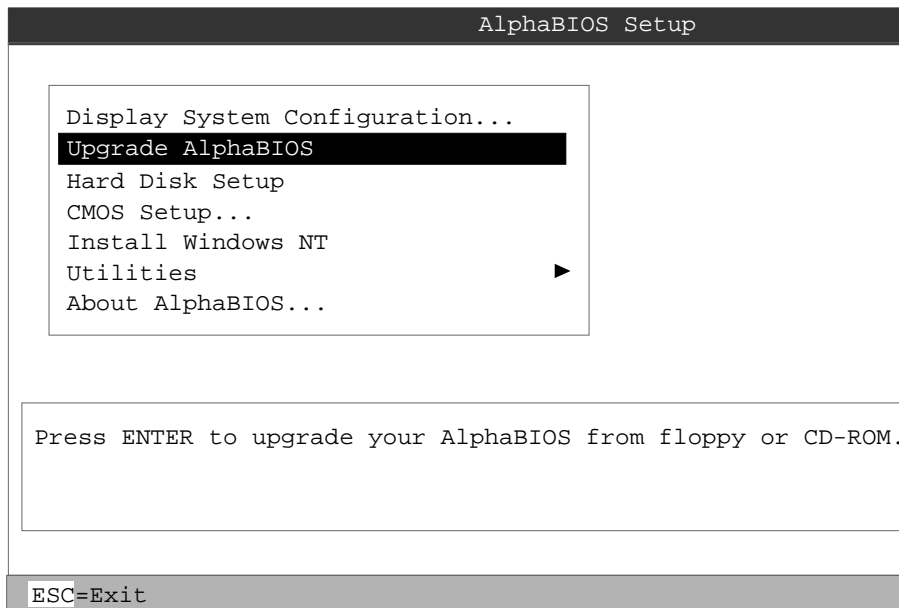 AlphaBIOS Setup
Display System Configuration...
Upgrade AlphaBIOS
Hard Disk Setup
CMOS Setup...
Install Windows NT
Utilities
About AlphaBIOS...
Press ENTER to upgrade your AlphaBIOS from floppy or CD-ROM.
ESC=Exit